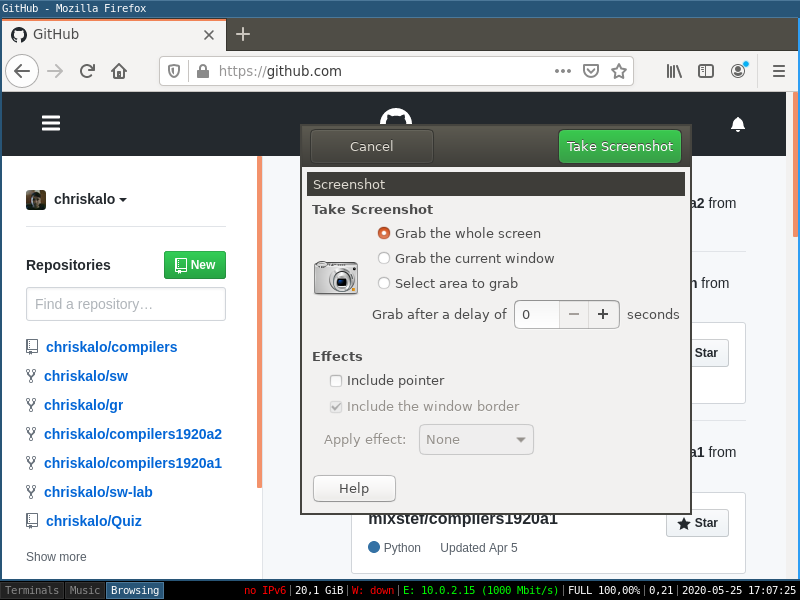 GitHub - Mozilla Firefox
GitHub
https://github.com
Cancel
Take Screenshot
Screenshot
Take Screenshot
Grab the whole screen
Grab the current window
Select area to grab
Grab after a delay of 0 seconds
Effects
Include pointer
Include the window border
Apply effect: None
Help
chriskalo
Repositories
New
Find a repository…
chriskalo/compilers
chriskalo/sw
chriskalo/gr
chriskalo/compilers1920a2
chriskalo/compilers1920a1
chriskalo/sw-lab
chriskalo/Quiz
Show more
a2 from
from
Star
a1 from
mixstef/compilers1920a1
Star
Python Updated Apr 5
Terminals Music Browsing
no IPv6|20,1 GiB|W: down|E: 10.0.2.15 (1000 Mbit/s)|FULL 100,00%|0,21|2020-05-25 17:07:25